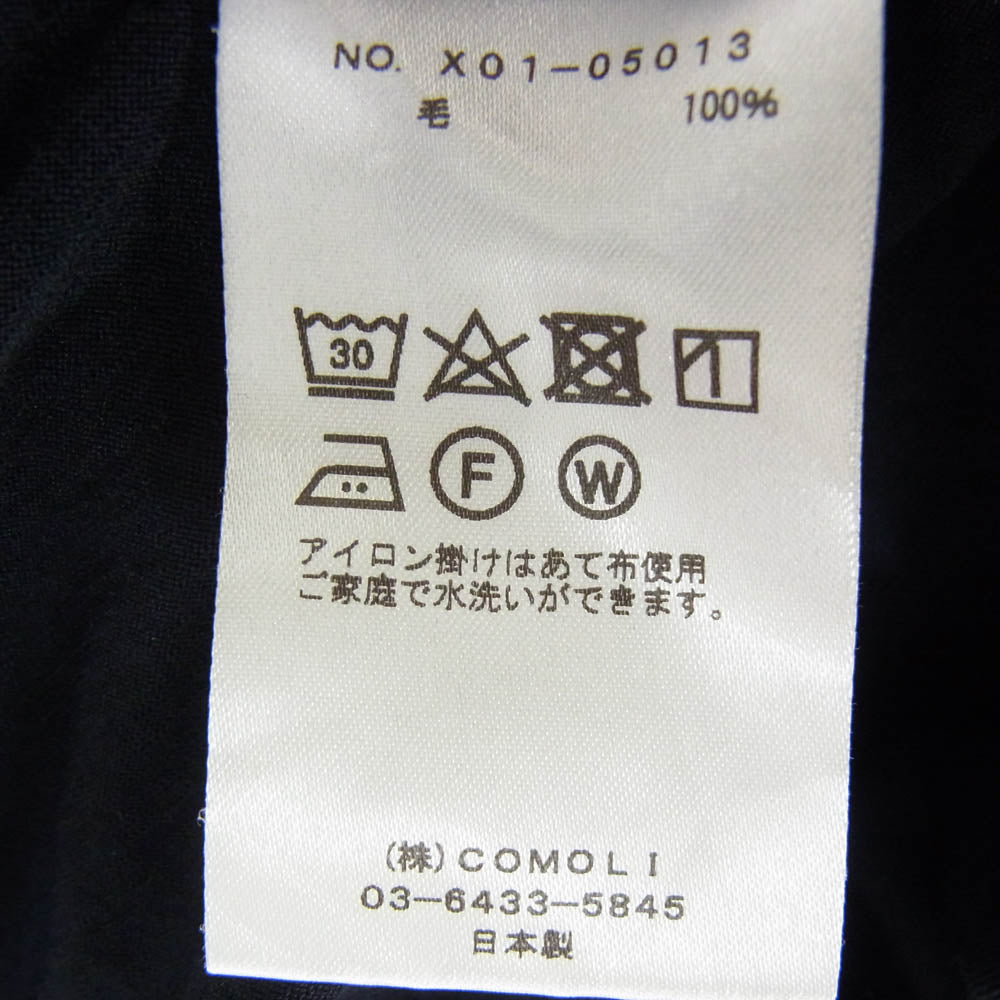 NO. X01-05013
毛 100%
30
F W
アイロン掛けはあて布使用
ご家庭で水洗いができます。
(株)COMOLI
03-6433-5845
日本製